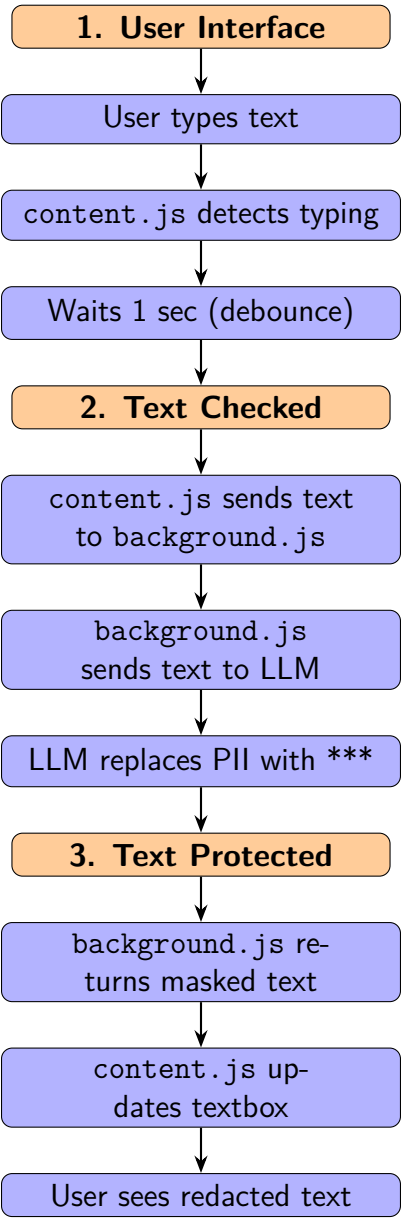 1. User Interface
User types text
content.js detects typing
Waits 1 sec (debounce)
2. Text Checked
content.js sends text
to background.js
background.js
sends text to LLM
LLM replaces PII with ***
3. Text Protected
background.js re-
turns masked text
content.js up-
dates textbox
User sees redacted text